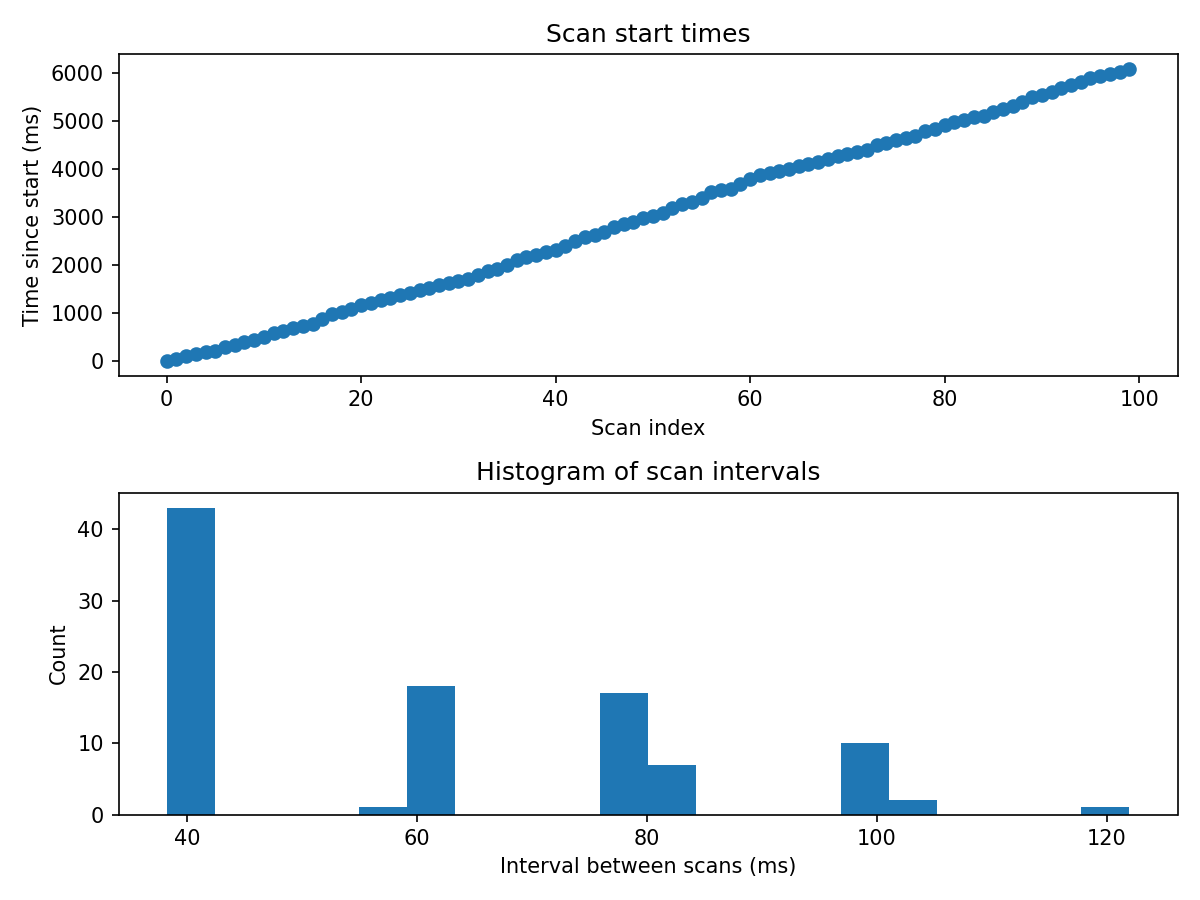 Scan start times
Time since start (ms)
6000
5000
4000
3000
2000
1000
0
0 20 40 60 80 100
Scan index
Histogram of scan intervals
Count
40
30
20
10
0
40 60 80 100 120
Interval between scans (ms)